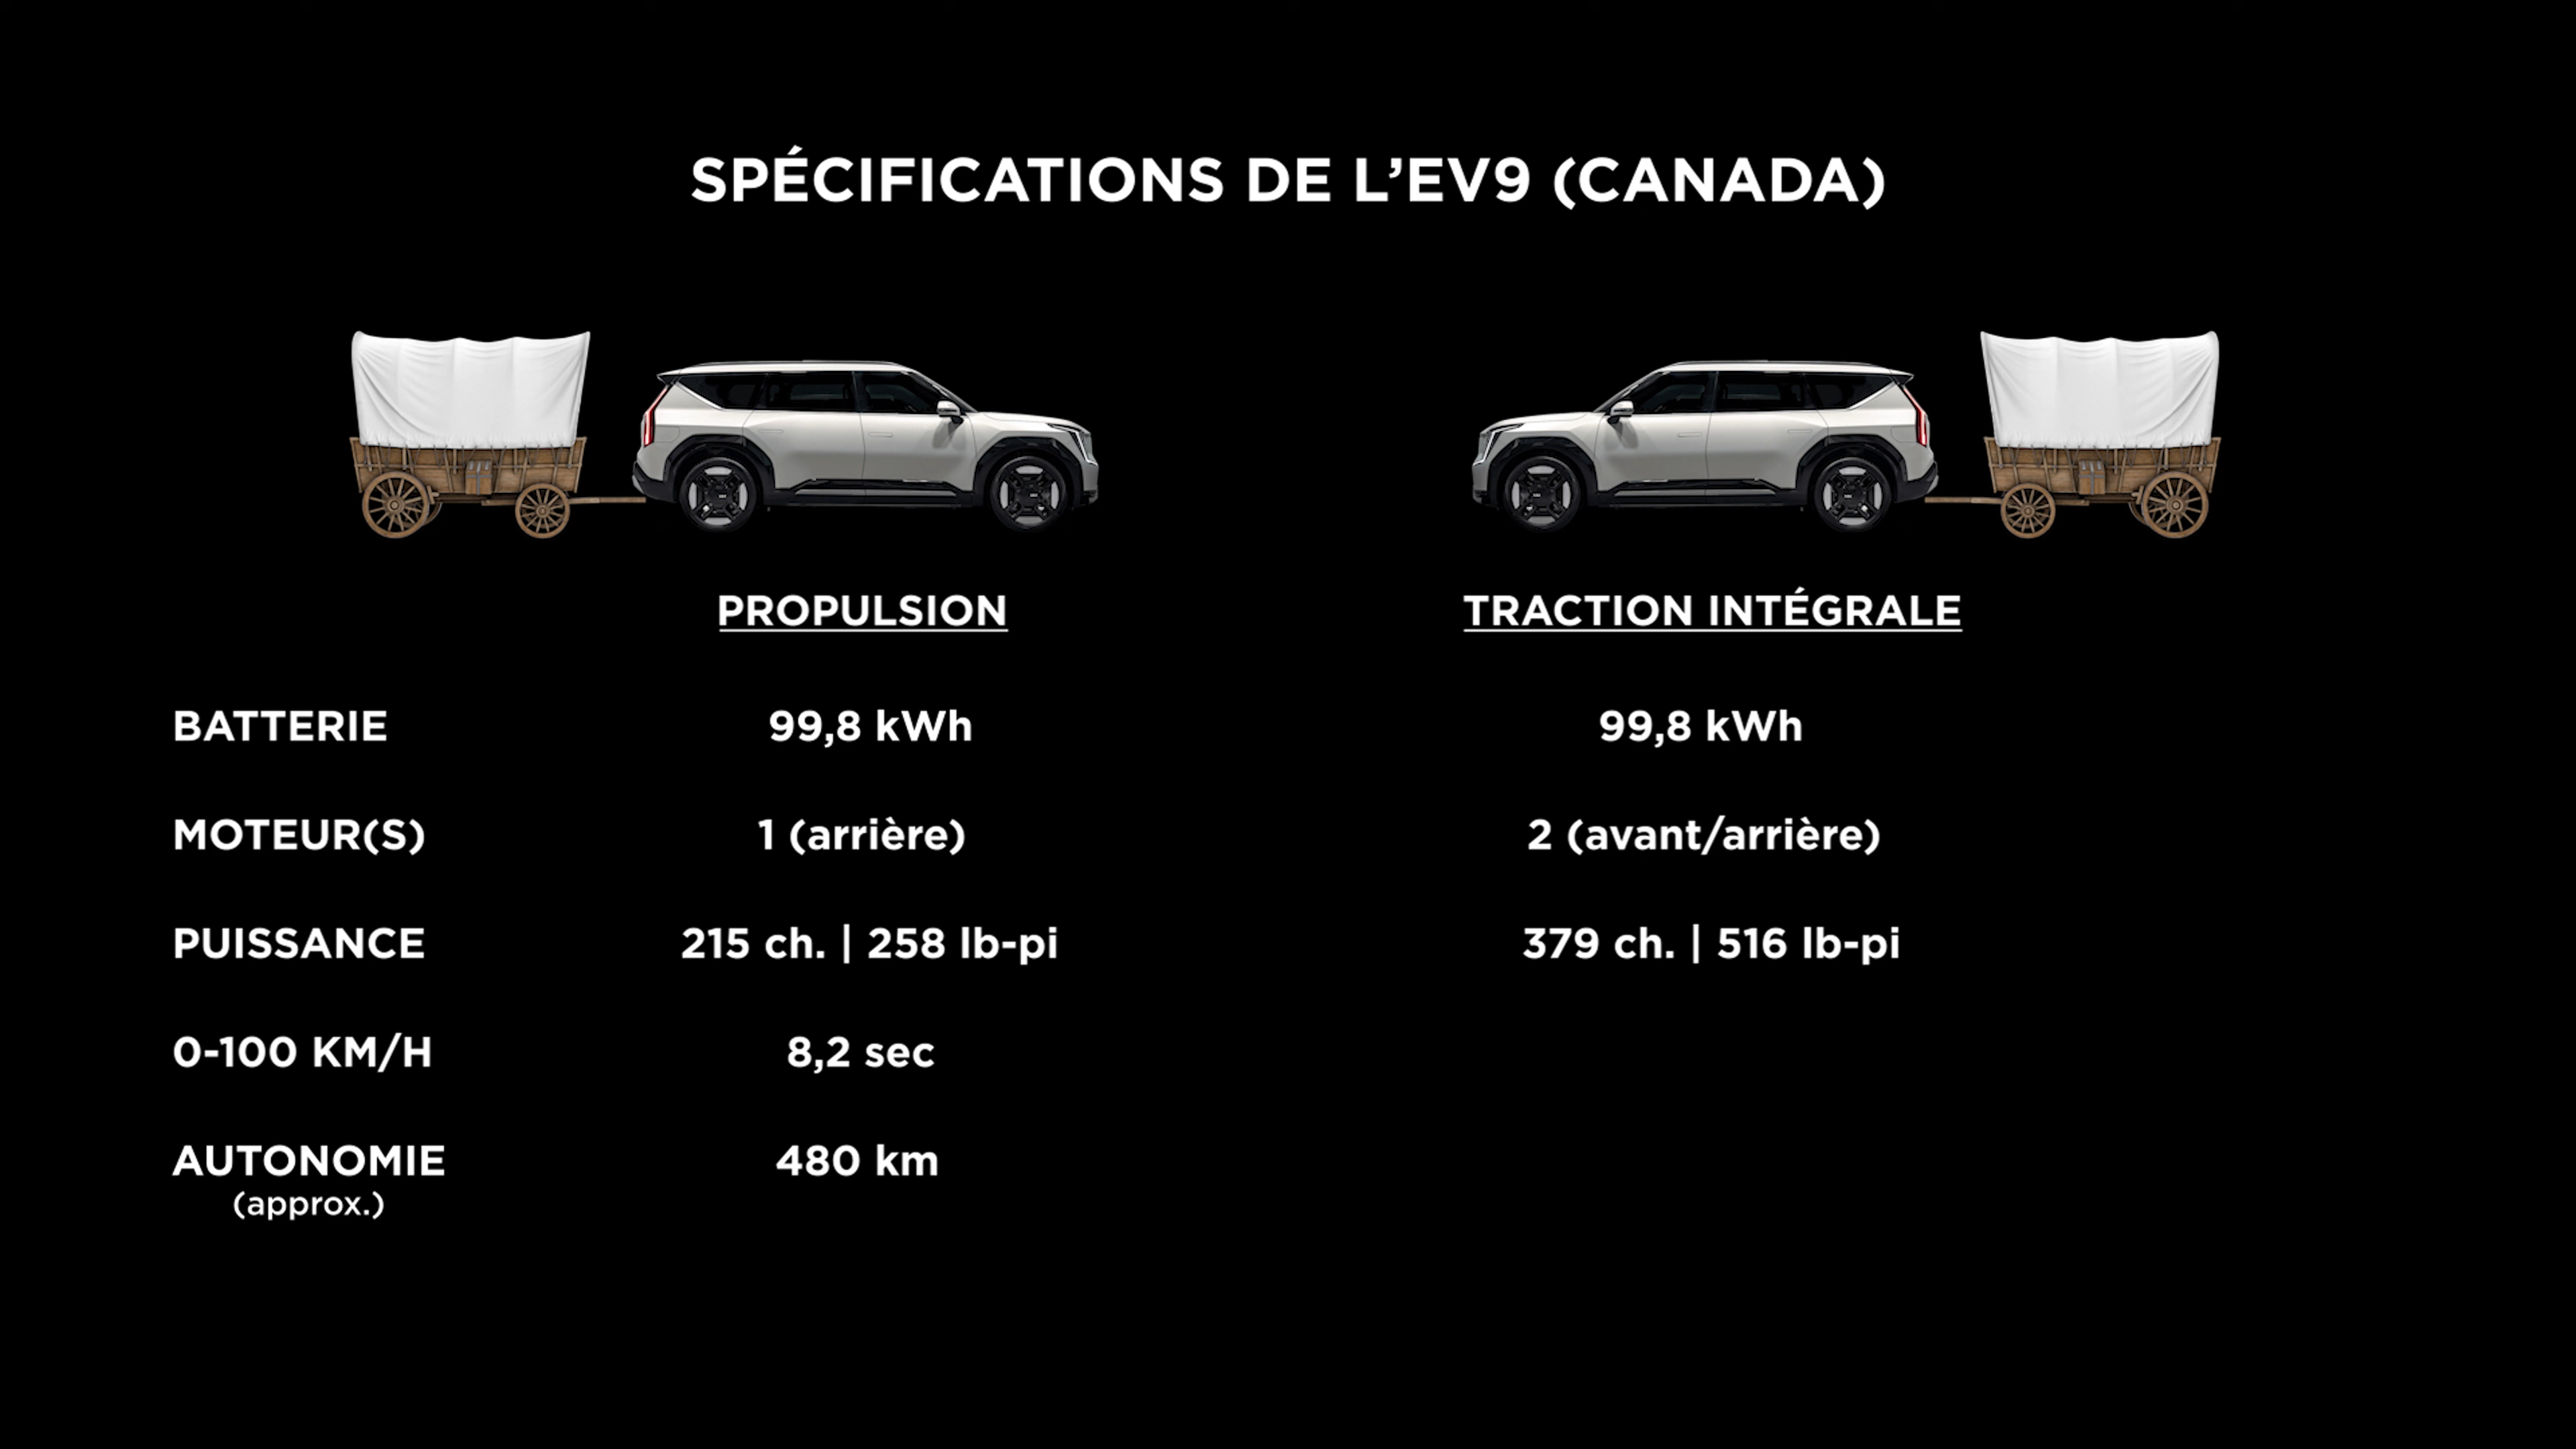 SPÉCIFICATIONS DE L’EV9 (CANADA)
PROPULSION
TRACTION INTÉGRALE
BATTERIE 99,8 kWh 99,8 kWh
MOTEUR(S) 1 (arrière) 2 (avant/arrière)
PUISSANCE 215 ch. | 258 lb-pi 379 ch. | 516 lb-pi
0-100 KM/H 8,2 sec
AUTONOMIE 480 km
(approx.)